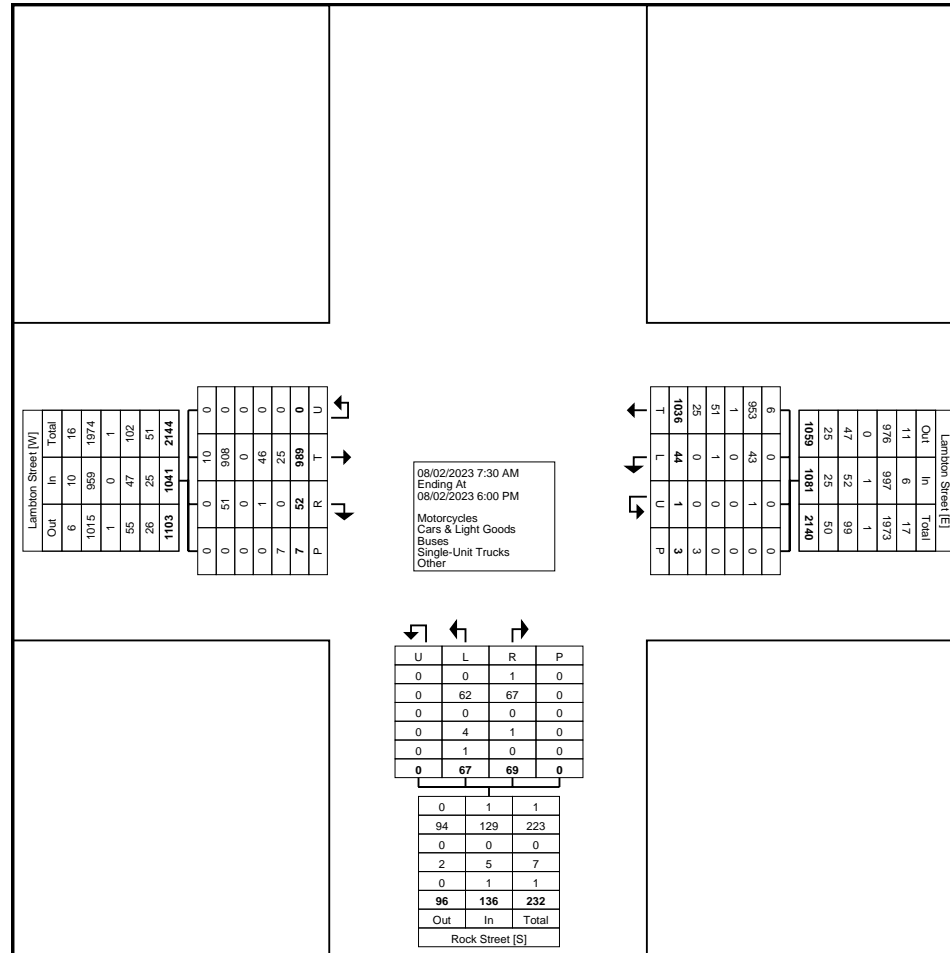 U T R P
0 989 52 7
0 25 0 7
0 46 1 0
0 0 0 0
0 908 51 0
0 10 0 0
2144 1041 1103
51 25 26
102 47 55
1 0 1
1974 959 1015
16 10 6
Total In Out
Lambton Street [W]
08/02/2023 7:30 AM
Ending At
08/02/2023 6:00 PM
Motorcycles
Cars & Light Goods
Buses
Single-Unit Trucks
Other
Lambton Street [E]
Out In Total
11 6 17
976 997 1973
0 1 1
47 52 99
25 25 50
1059 1081 2140
6 0 0 0
953 43 1 0
1 0 0 0
51 1 0 0
25 0 0 3
1036 44 1 3
T L U P
U L R P
0 0 1 0
0 62 67 0
0 0 0 0
0 4 1 0
0 1 0 0
0 67 69 0
0 1 1
94 129 223
0 0 0
2 5 7
0 1 1
96 136 232
Out In Total
Rock Street [S]